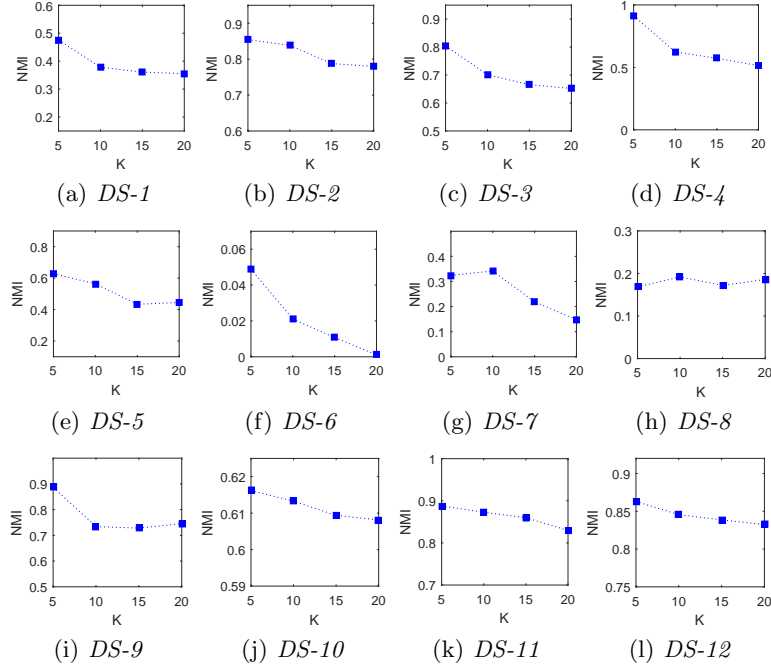 0.6
0.5
0.4
0.3
0.2
NMI
5 10 15 20
K
(a) DS-1
0.9
0.8
0.7
0.6
NMI
5 10 15 20
K
(b) DS-2
0.9
0.8
0.7
0.6
0.5
NMI
5 10 15 20
K
(c) DS-3
1
0.5
0
NMI
5 10 15 20
K
(d) DS-4
0.8
0.6
0.4
0.2
NMI
5 10 15 20
K
(e) DS-5
0.06
0.04
0.02
0
NMI
5 10 15 20
K
(f) DS-6
0.4
0.3
0.2
0.1
0
NMI
5 10 15 20
K
(g) DS-7
0.3
0.2
0.1
0
NMI
5 10 15 20
K
(h) DS-8
0.9
0.8
0.7
0.6
0.5
NMI
5 10 15 20
K
(i) DS-9
0.62
0.61
0.6
0.59
NMI
5 10 15 20
K
(j) DS-10
1
0.9
0.8
0.7
NMI
5 10 15 20
K
(k) DS-11
0.9
0.85
0.8
0.75
NMI
5 10 15 20
K
(l) DS-12